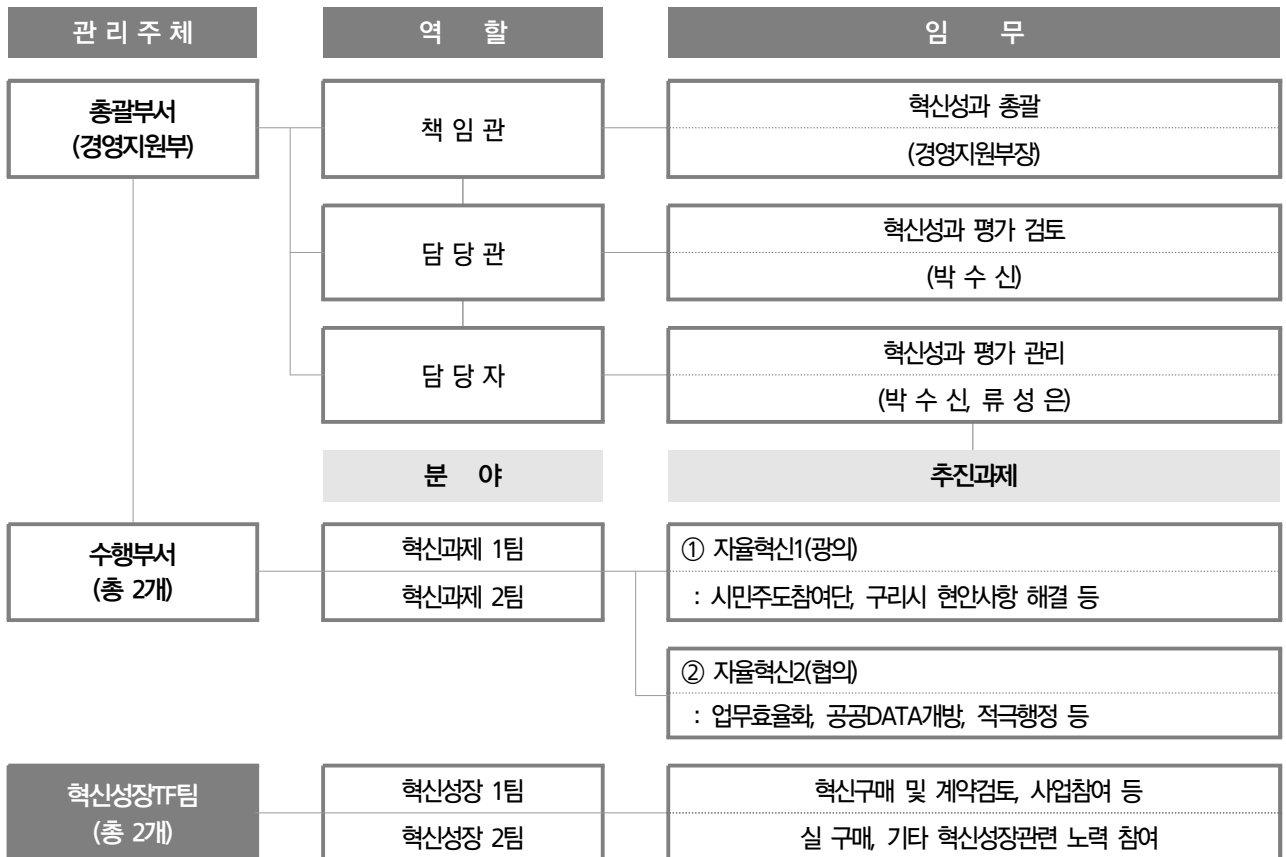 관 리 주 체
역 할
임 무
총괄부서
(경영지원부)
책 임 관
혁신성과 총괄
(경영지원부장)
담 당 관
혁신성과 평가 검토
(박 수 신)
담 당 자
혁신성과 평가 관리
(박 수 신, 류 성 은)
분 야
추진과제
수행부서
(총 2개)
혁신과제 1팀
혁신과제 2팀
① 자율혁신1(광의)
: 시민주도참여단, 구리시 현안사항 해결 등
② 자율혁신2(협의)
: 업무효율화, 공공DATA개방, 적극행정 등
혁신성장TF팀
(총 2개)
혁신성장 1팀
혁신성장 2팀
혁신구매 및 계약검토, 사업참여 등
실 구매, 기타 혁신성장관련 노력 참여